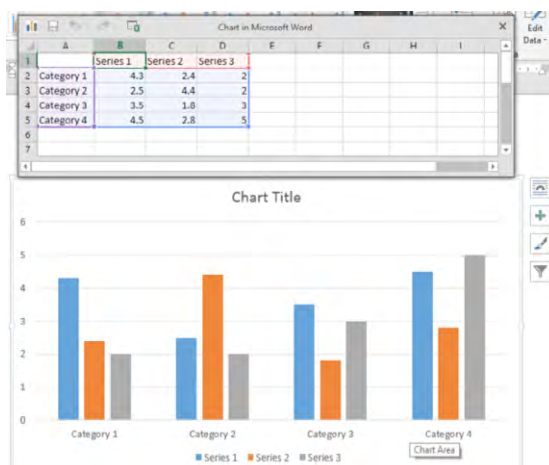 Chart in Microsoft Word
Edit
Data
A B C D E F G H I
1 Series 1 Series 2 Series 3
2 Category 1 4.3 2.4 2
3 Category 2 2.5 4.4 2
4 Category 3 3.5 1.8 3
5 Category 4 4.5 2.8 5
6
7
Chart Title
6
5
4
3
2
1
0
Category 1 Category 2 Category 3 Category 4
Chart Area
Series 1 Series 2 Series 3